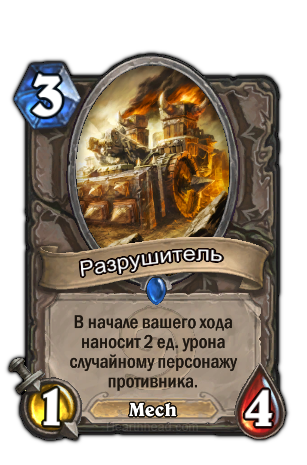 3
Разрушитель
В начале вашего хода
наносит 2 ед. урона
случайному персонажу
противника.
1
Mech
4